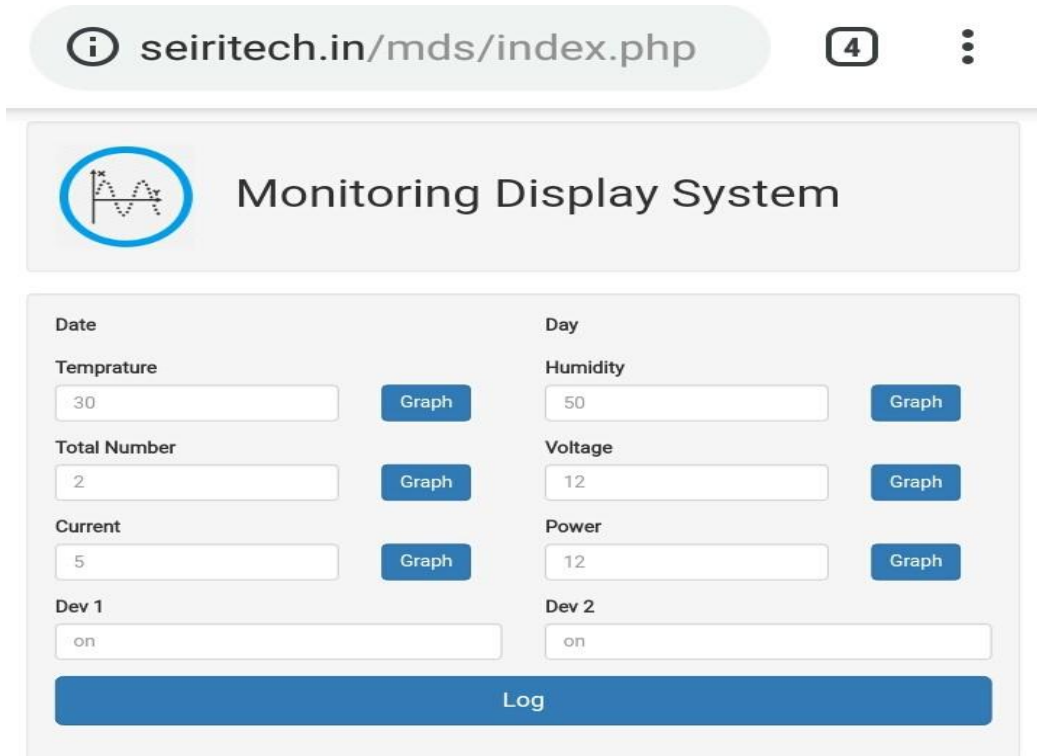 seiritech.in/mds/index.php 4
X
Y
Monitoring Display System
Date Day
Temprature Humidity
30 Graph 50 Graph
Total Number Voltage
2 Graph 12 Graph
Current Power
5 Graph 12 Graph
Dev 1 Dev 2
on on
Log